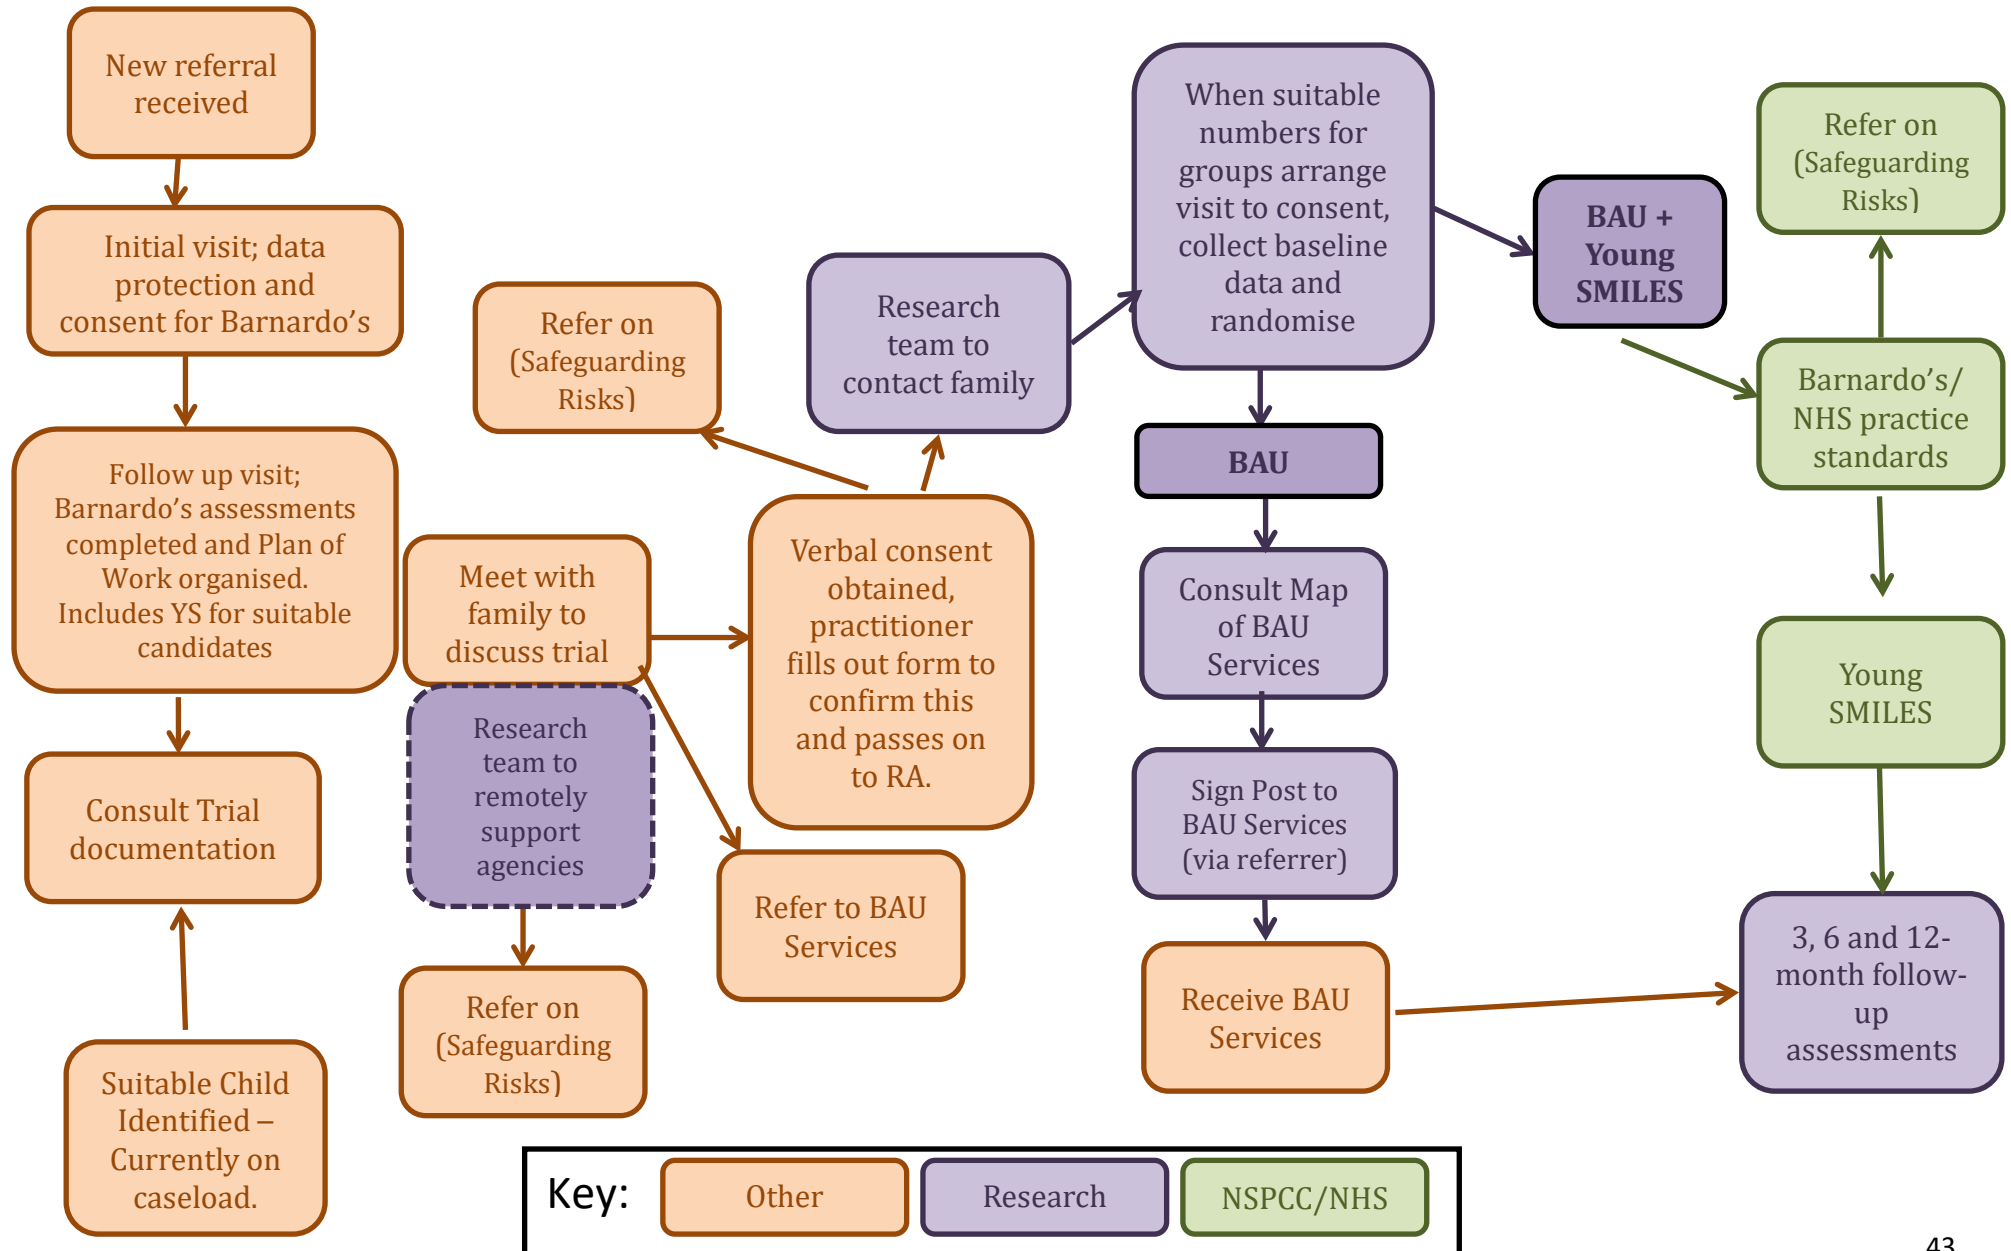 New referral
received
Initial visit; data
protection and
consent for Barnardo’s
Follow up visit;
Barnardo’s assessments
completed and Plan of
Work organised.
Includes YS for suitable
candidates
Consult Trial
documentation
Suitable Child
Identified –
Currently on
caseload.
Meet with
family to
discuss trial
Research
team to
remotely
support
agencies
Refer on
(Safeguarding
Risks)
Refer on
(Safeguarding
Risks)
Verbal consent
obtained,
practitioner
fills out form to
confirm this
and passes on
to RA.
Refer to BAU
Services
Research
team to
contact family
When suitable
numbers for
groups arrange
visit to consent,
collect baseline
data and
randomise
BAU
Consult Map
of BAU
Services
Sign Post to
BAU Services
(via referrer)
Receive BAU
Services
BAU +
Young
SMILES
Refer on
(Safeguarding
Risks)
Barnardo’s/
NHS practice
standards
Young
SMILES
3, 6 and 12-
month follow-
up
assessments
Key:
Other
Research
NSPCC/NHS
43